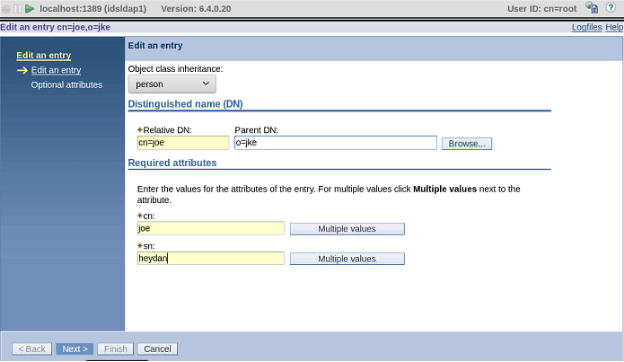 localhost:1389 (idsldap1) Version: 6.4.0.20 User ID: cn=root
Edit an entry cn=joe,o=jke Logfiles Help
Edit an entry
Edit an entry
Optional attributes
Edit an entry
Object class inheritance:
person
Distinguished name (DN)
*Relative DN: Parent DN:
cn=joe o=jke Browse...
Required attributes
Enter the values for the attributes of the entry. For multiple values click Multiple values next to the
attribute.
*cn:
joe Multiple values
*sn:
heydan Multiple values
< Back Next > Finish Cancel